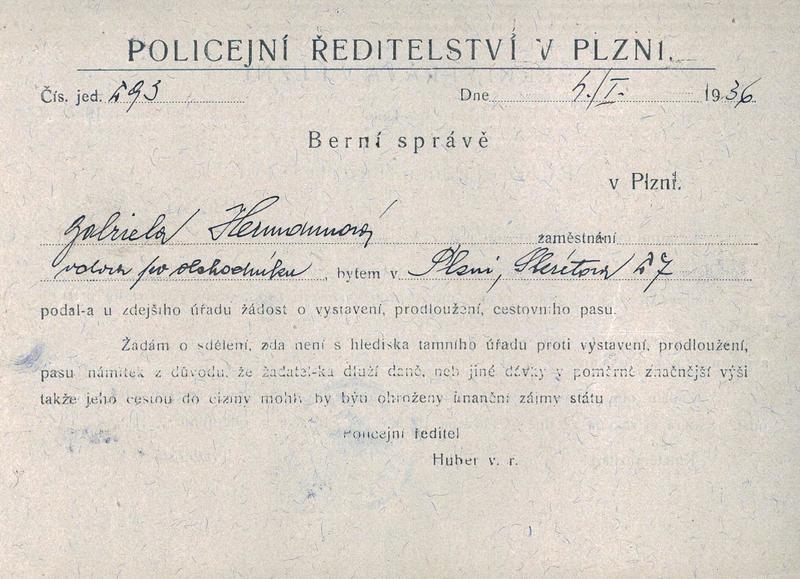 POLICEJNÍ ŘEDITELSTVÍ V PLZNI.
Čís. jed. 293 Dne 4./I. 1936
Berní správě
v Plzni.
Gabriela Hermannová zaměstnání
vdova po obchodníku, bytem v Plzni, 27
podal-a u zdejšího úřadu žádost o vystavení, prodloužení, cestovního pasu.
Žádám o sdělení, zda není s hlediska tamního úřadu proti vystavení, prodloužení,
pasu námitek z důvodu, že žadatel-ka dluží daně, neb jiné dávky v poměrně značnější výši
takže jeho cestou do ciziny mohly by býti ohroženy finanční zájmy státu
Policejní ředitel
Huber v. r.